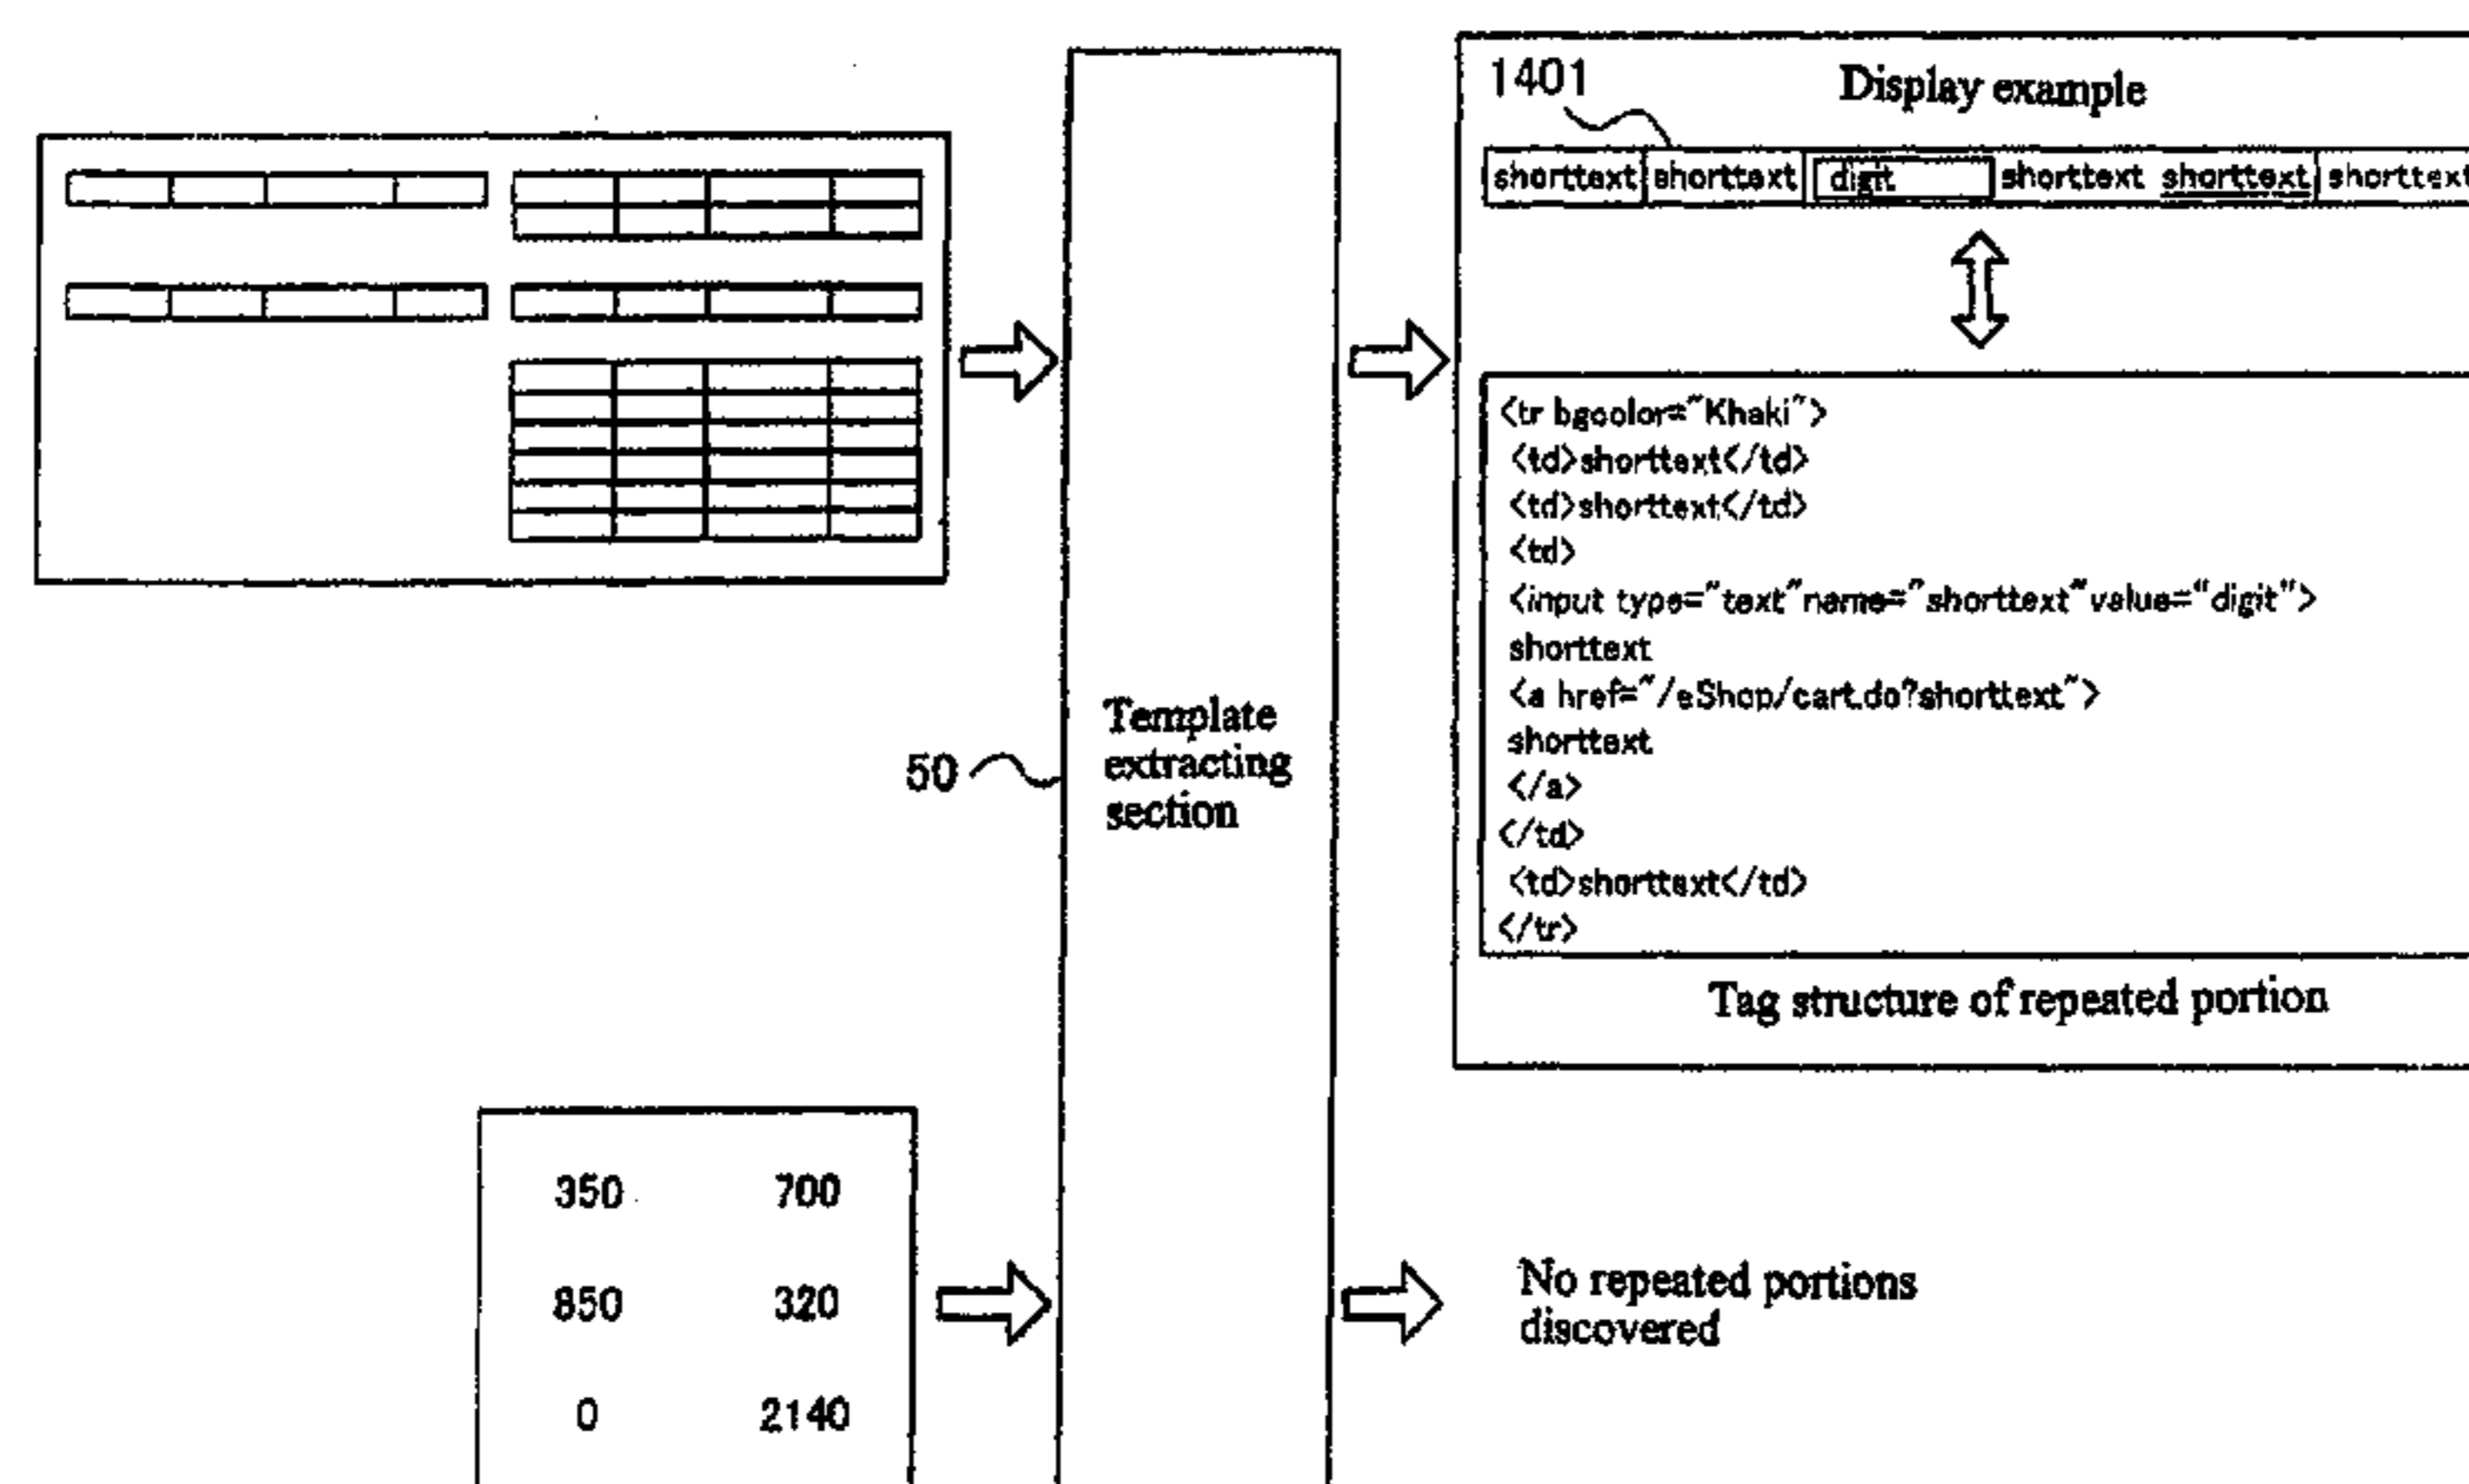 1401
Display example
shorttext shorttext digit shorttext shorttext shorttext
<tr bgcolor="Khaki">
<td>shorttext</td>
<td>shorttext</td>
<td>
<input type="text"name="shorttext"value="digit">
shorttext
<a href="/eShop/cart.do?shorttext">
shorttext
</a>
</td>
<td>shorttext</td>
</tr>
Tag structure of repeated portion
50
Template
extracting
section
350 700
850 320
0 2140
No repeated portions
discovered